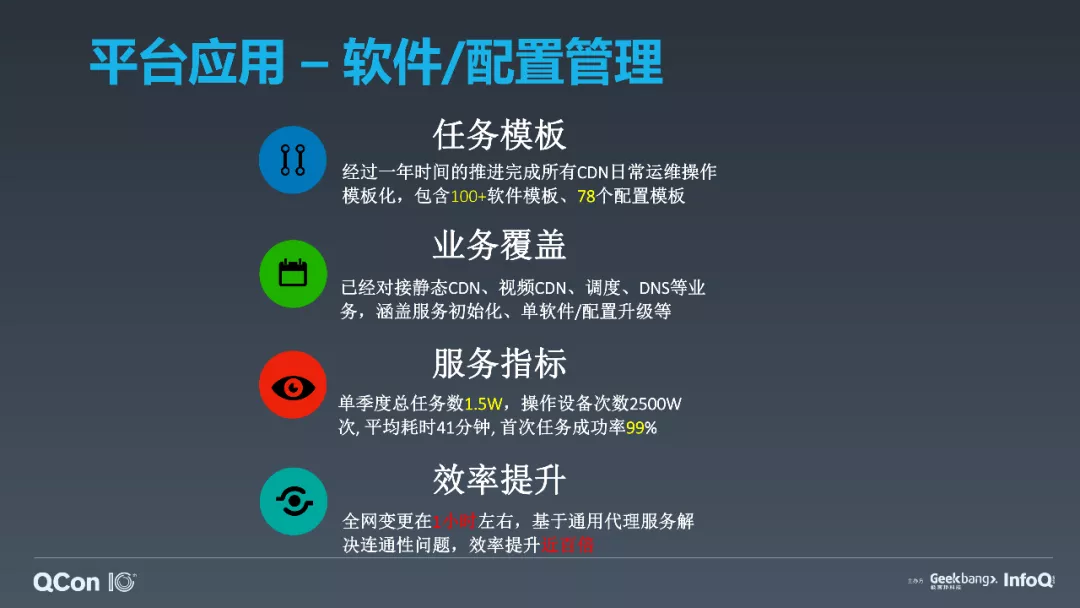 平台应用 – 软件/配置管理
任务模板
经过一年时间的推进完成所有CDN日常运维操作
模板化，包含100+软件模板、78个配置模板
业务覆盖
已经对接静态CDN、视频CDN、调度、DNS等业
务，涵盖服务初始化、单软件/配置升级等
服务指标
单季度总任务数1.5W，操作设备次数2500W
次, 平均耗时41分钟, 首次任务成功率99%
效率提升
全网变更在1小时左右，基于通用代理服务解
决连通性问题，效率提升近百倍
QCon 10th
主办方 Geekbang>. InfoQ
极客邦科技